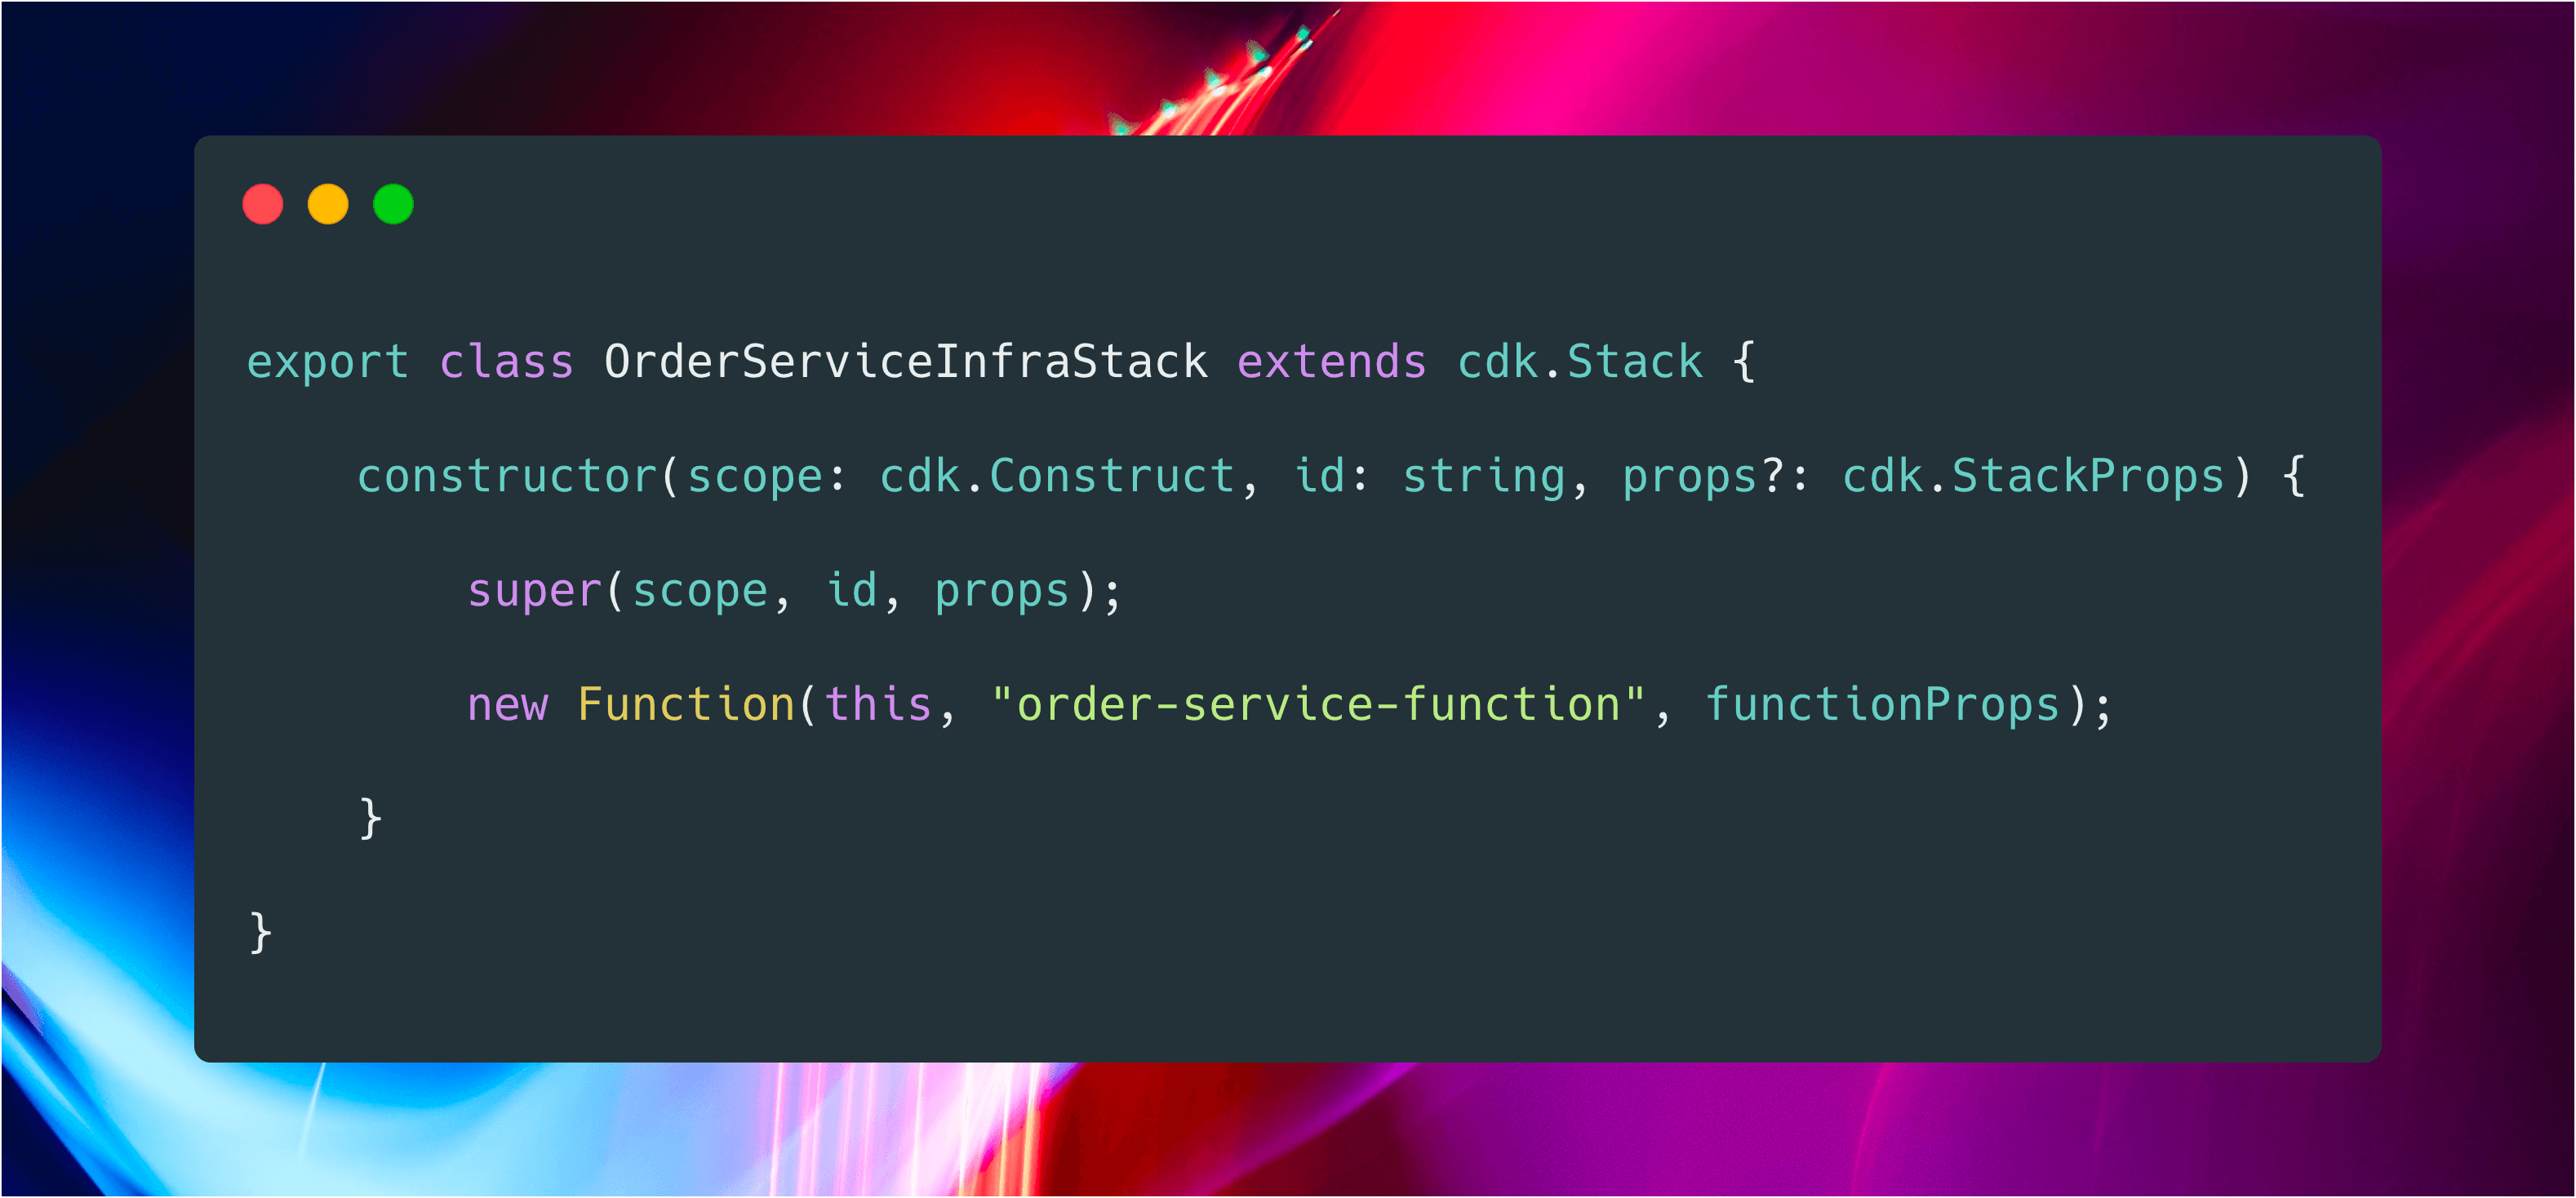 export class OrderServiceInfraStack extends cdk.Stack {
    constructor(scope: cdk.Construct, id: string, props?: cdk.StackProps) {
        super(scope, id, props);
        new Function(this, "order-service-function", functionProps);
    }
}